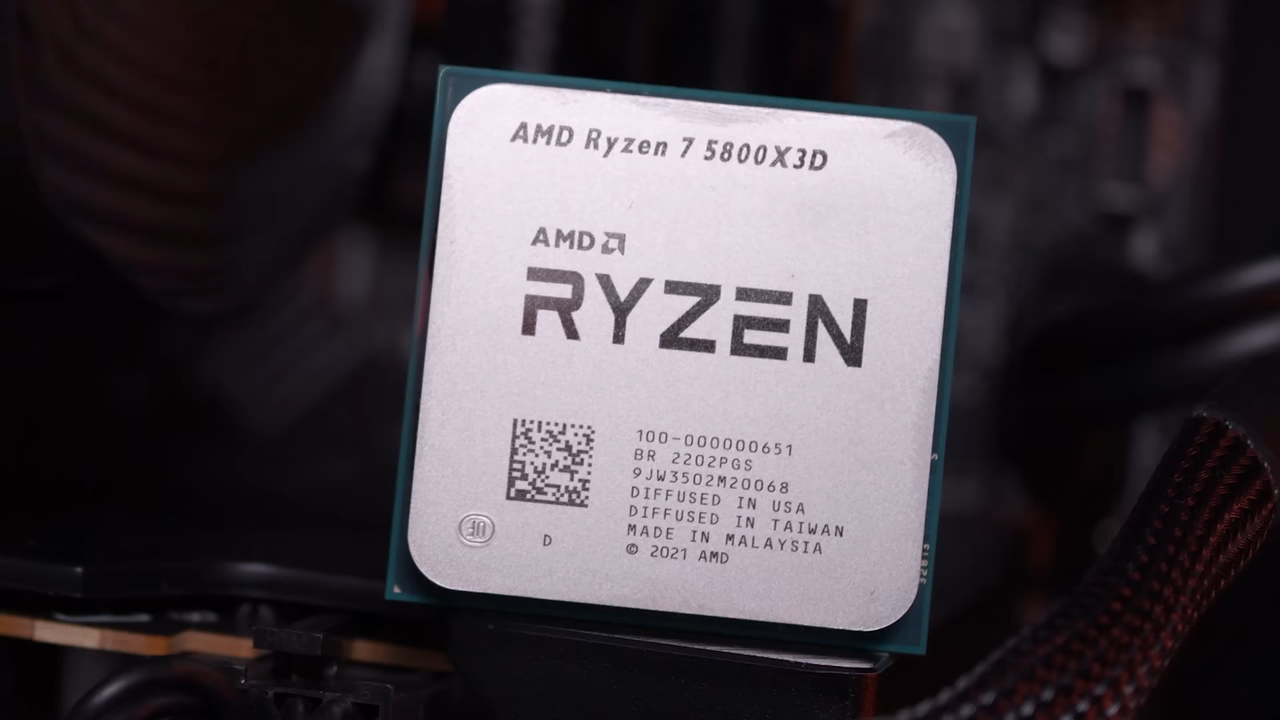 AMD Ryzen 7 5800X3D
AMD
RYZEN
100-000000651
BR 2202PGS
9JW3502M20068
DIFFUSED IN USA
DIFFUSED IN TAIWAN
MADE IN MALAYSIA
© 2021 AMD
D